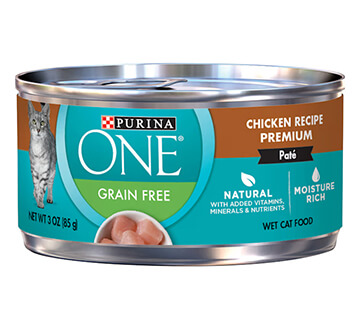 PURINA
ONE®
GRAIN FREE
NET WT 3 OZ (85 g)
CHICKEN RECIPE
PREMIUM
Paté
NATURAL
WITH ADDED VITAMINS,
MINERALS & NUTRIENTS
MOISTURE
RICH
WET CAT FOOD